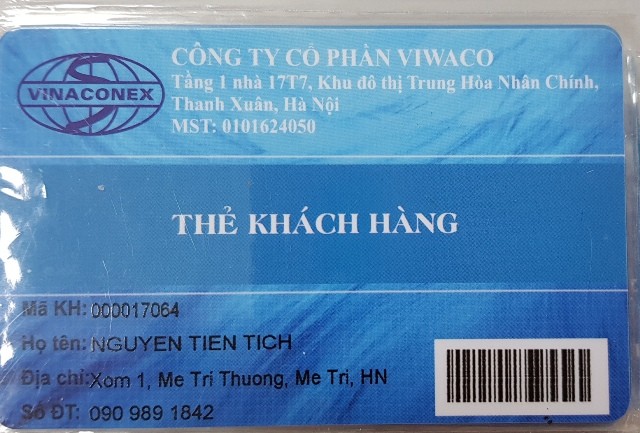 VINACONEX
CÔNG TY CỔ PHẦN VIWACO
Tầng 1 nhà 17T7, Khu đô thị Trung Hòa Nhân Chính,
Thanh Xuân, Hà Nội
MST: 0101624050
THẺ KHÁCH HÀNG
Mã KH: 000017064
Họ tên: NGUYEN TIEN TICH
Địa chỉ: Xom 1, Me Tri Thuong, Me Tri, HN
Số ĐT: 090 989 1842